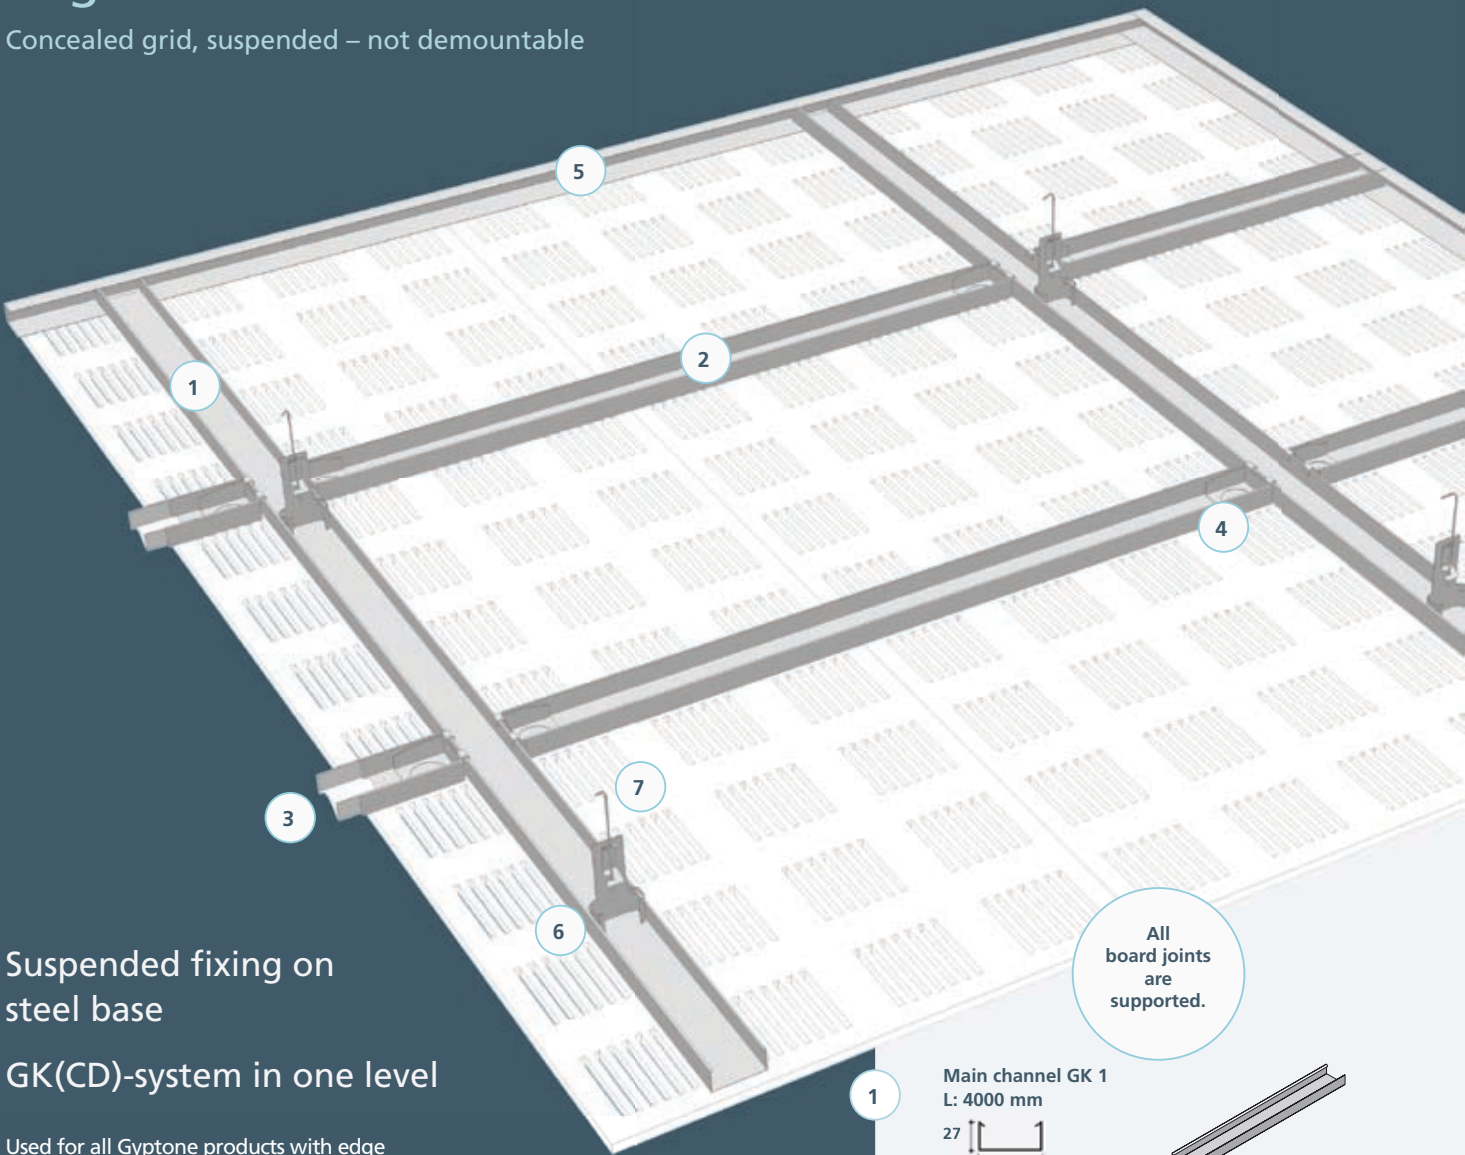 Concealed grid, suspended – not demountable
5
2
1
4
7
3
6
All
board joints
are
supported.
Suspended fixing on
steel base
GK(CD)-system in one level
Used for all Gyptone products with edge
1
Main channel GK 1
L: 4000 mm
27